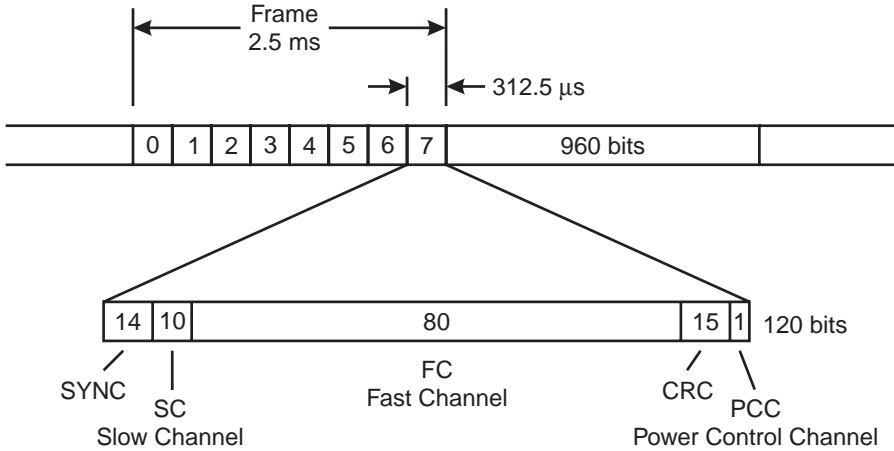 Frame
2.5 ms
312.5 μs
0 1 2 3 4 5 6 7 960 bits
14 10 80 15 1 120 bits
SYNC
SC
Slow Channel
FC
Fast Channel
CRC
PCC
Power Control Channel